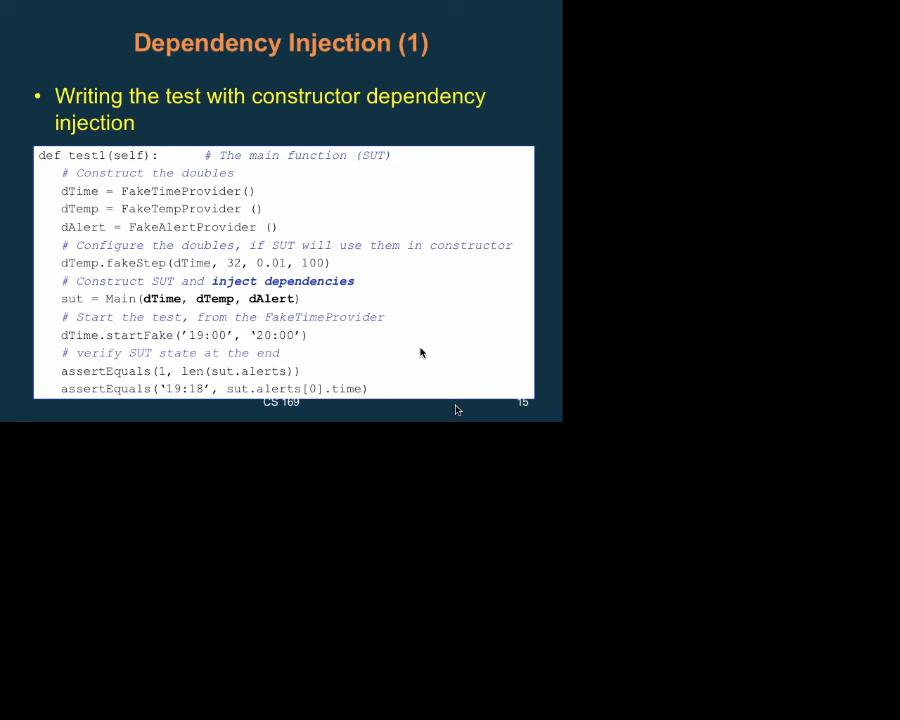 Dependency Injection (1)
• Writing the test with constructor dependency
injection
def test1(self):      # The main function (SUT)
   # Construct the doubles
   dTime = FakeTimeProvider()
   dTemp = FakeTempProvider ()
   dAlert = FakeAlertProvider ()
   # Configure the doubles, if SUT will use them in constructor
   dTemp.fakeStep(dTime, 32, 0.01, 100)
   # Construct SUT and inject dependencies
   sut = Main(dTime, dTemp, dAlert)
   # Start the test, from the FakeTimeProvider
   dTime.startFake(’19:00’, ‘20:00’)
   # verify SUT state at the end
   assertEquals(1, len(sut.alerts))
   assertEquals(‘19:18’, sut.alerts[0].time)
CS 169
15